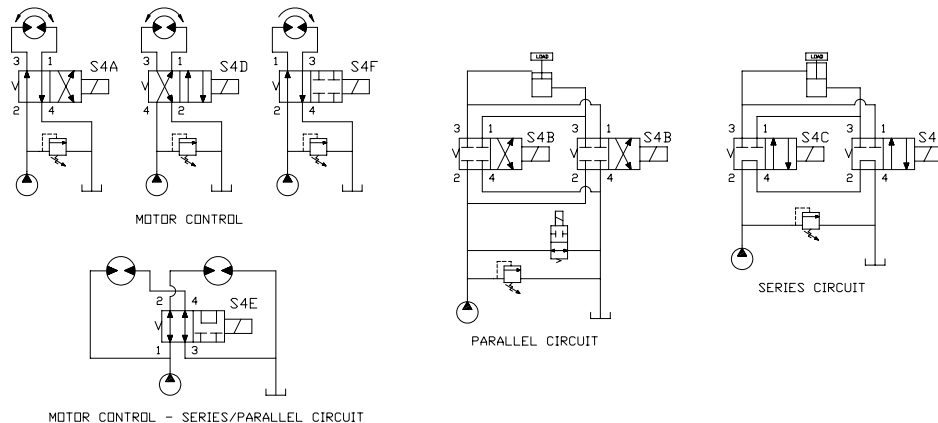 3 1
S4A
2 4
3 1
S4D
4 2
3 1
S4F
2 4
MOTOR CONTROL
2 4
S4E
1 3
MOTOR CONTROL - SERIES/PARALLEL CIRCUIT
LOAD
3 1
S4B
2 4
3 1
S4B
2 4
PARALLEL CIRCUIT
LOAD
3 1
S4C
2 4
3 1
S4
2 4
SERIES CIRCUIT